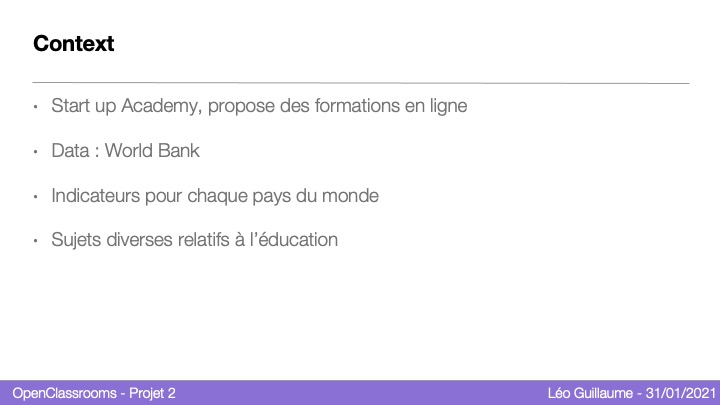 Context
• Start up Academy, propose des formations en ligne
• Data : World Bank
• Indicateurs pour chaque pays du monde
• Sujets diverses relatifs à l’éducation
OpenClassrooms - Projet 2
Léo Guillaume - 31/01/2021